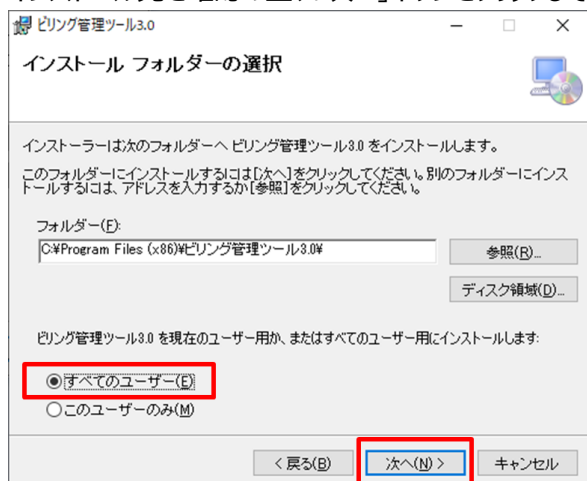 ビリング管理ツール3.0
インストール フォルダーの選択
インストーラーは次のフォルダーへ ビリング管理ツール3.0 をインストールします。
このフォルダーにインストールするには[次へ]をクリックしてください。別のフォルダーにインス
トールするには、アドレスを入力するか[参照]をクリックしてください。
フォルダー(F):
C:¥Program Files (x86)¥ビリング管理ツール3.0¥
参照(R)...
ディスク領域(D)...
ビリング管理ツール3.0 を現在のユーザー用か、またはすべてのユーザー用にインストールします:
すべてのユーザー(E)
このユーザーのみ(M)
< 戻る(B)
次へ(N) >
キャンセル